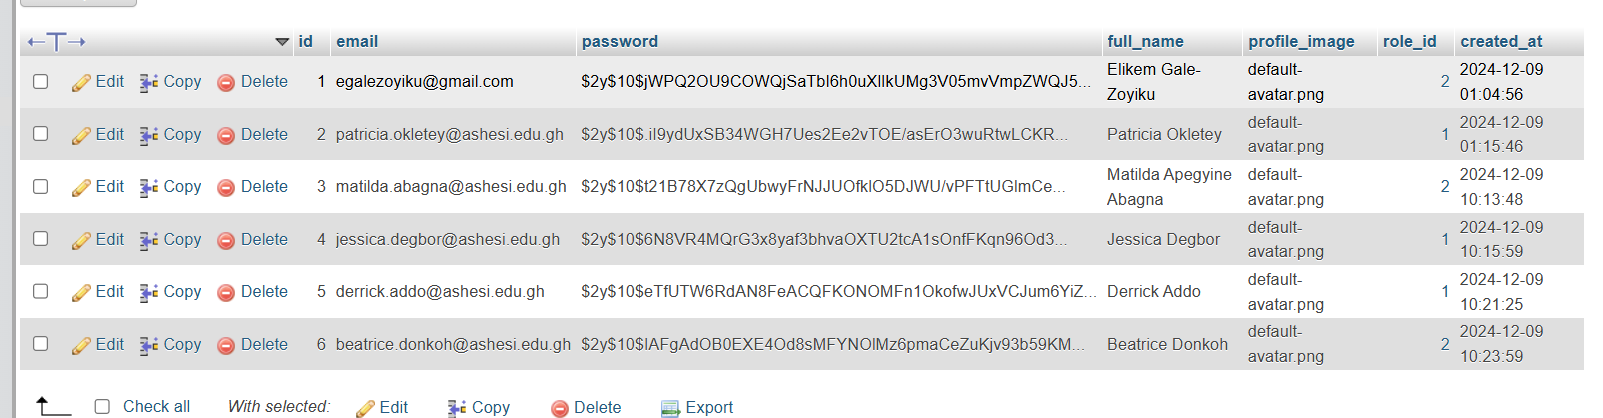 id email password full_name profile_image role_id created_at
Edit Copy Delete 1 egalezoyiku@gmail.com $2y$10$jWPQ2OU9COWQjSaTbI6h0uXIlkUMg3V05mvVmpZWQJ5... Elikem Gale-Zoyiku default-avatar.png 2 2024-12-09 01:04:56
Edit Copy Delete 2 patricia.okletey@ashesi.edu.gh $2y$10$.iI9ydUxSB34WGH7Ues2Ee2vTOE/asErO3wuRtwLCKR... Patricia Okletey default-avatar.png 1 2024-12-09 01:15:46
Edit Copy Delete 3 matilda.abagna@ashesi.edu.gh $2y$10$t21B78X7zQgUbwyFrNJJUOfklO5DJWU/vPFTtUGlmCe... Matilda Apegyine Abagna default-avatar.png 2 2024-12-09 10:13:48
Edit Copy Delete 4 jessica.degbor@ashesi.edu.gh $2y$10$6N8VR4MQrG3x8yaf3bhvaOXTU2tcA1sOnfFKqn96Od3... Jessica Degbor default-avatar.png 1 2024-12-09 10:15:59
Edit Copy Delete 5 derrick.addo@ashesi.edu.gh $2y$10$eTfUTW6RdAN8FeACQFKONOMFn1OkofwJUxVCJum6YiZ... Derrick Addo default-avatar.png 1 2024-12-09 10:21:25
Edit Copy Delete 6 beatrice.donkoh@ashesi.edu.gh $2y$10$lAFgAdOB0EXE4Od8sMFYNOlMz6pmaCeZuKjv93b59KM... Beatrice Donkoh default-avatar.png 2 2024-12-09 10:23:59
Check all With selected: Edit Copy Delete Export